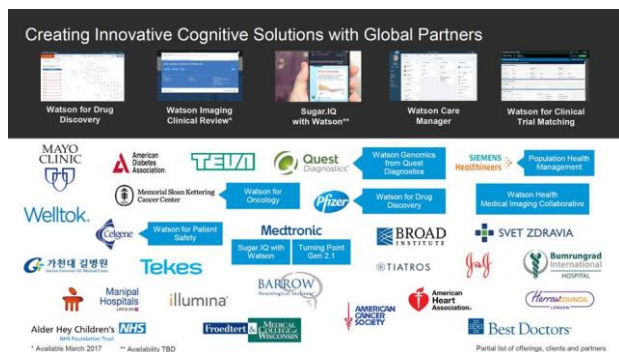 Creating Innovative Cognitive Solutions with Global Partners
Watson for Drug
Discovery
Watson Imaging
Clinical Review*
Sugar.IQ
with Watson**
Watson Care
Manager
Watson for Clinical
Trial Matching
MAYO
CLINIC
American
Diabetes
Association.
TEVA
Quest
Diagnostics
Watson Genomics
from Quest
Diagnostics
SIEMENS
Healthineers
Population Health
Management
Memorial Sloan Kettering
Cancer Center
Watson for
Oncology
Pfizer
Watson for Drug
Discovery
Watson Health
Medical Imaging Collaborative
Welltok.
Celgene
Watson for Patient
Safety
Medtronic
Sugar.IQ with
Watson
Turning Point
Gen 2.1
BROAD
INSTITUTE
SVET ZDRAVIA
가천대 길병원
Tekes
BARROW
TIATROS
J&J
Bumrungrad
International
HOSPITAL
Manipal
Hospitals
illumina
AMERICAN
CANCER
SOCIETY
American
Heart
Association.
HarrowCOUNCIL
LONDON
Alder Hey Children's NHS
NHS Foundation Trust
Froedtert &
MEDICAL
COLLEGE
OF WISCONSIN
Best Doctors
* Available March 2017 ** Availability TBD
Partial list of offerings, clients and partners